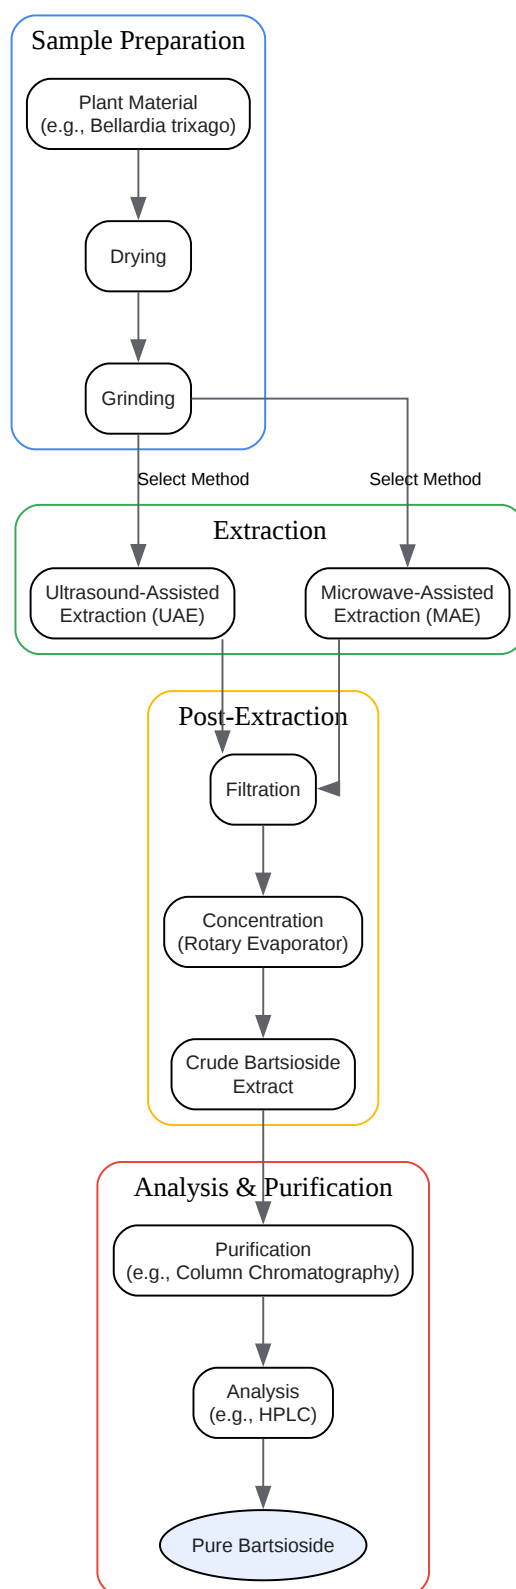 Sample Preparation
Plant Material
(e.g., Bellardia trixago)
Drying
Grinding
Select Method
Select Method
Extraction
Ultrasound-Assisted
Extraction (UAE)
Microwave-Assisted
Extraction (MAE)
Post-Extraction
Filtration
Concentration
(Rotary Evaporator)
Crude Bartsioside
Extract
Analysis & Purification
Purification
(e.g., Column Chromatography)
Analysis
(e.g., HPLC)
Pure Bartsioside